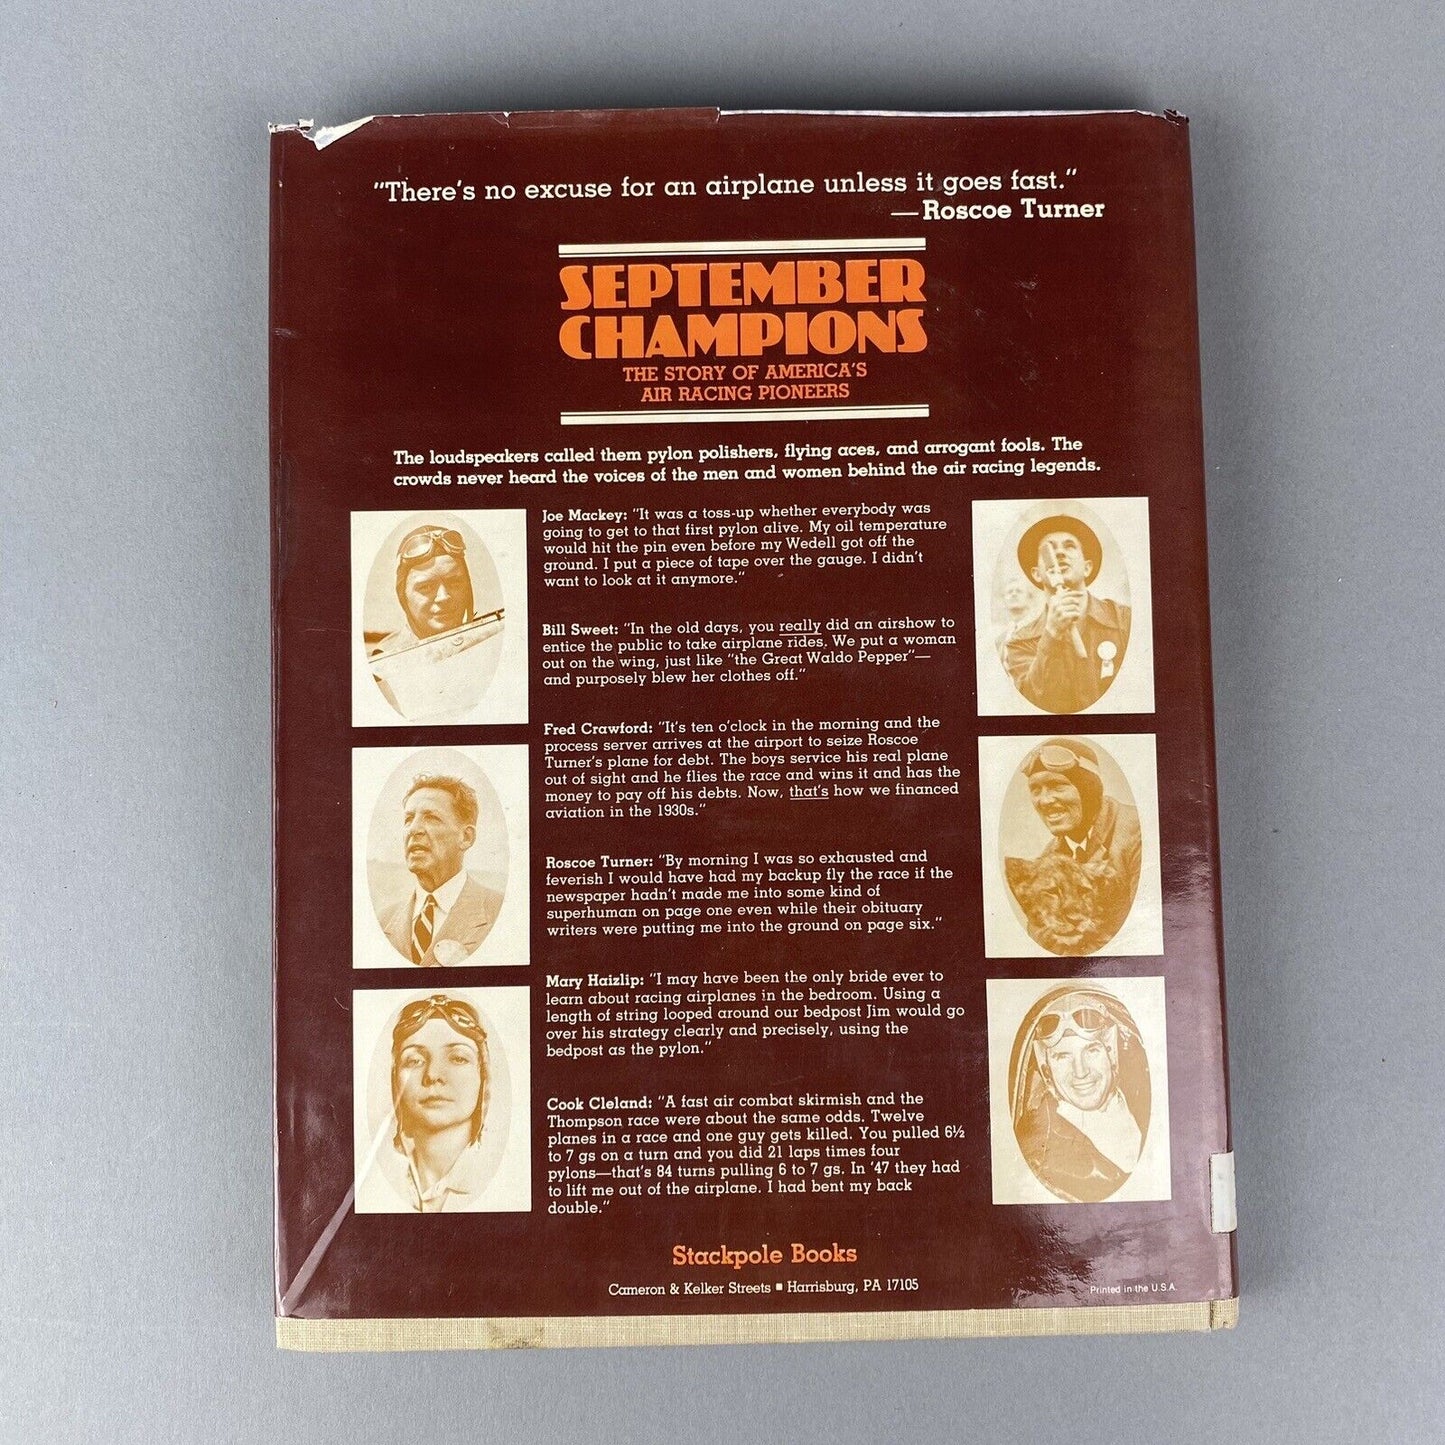 "There's no excuse for an airplane unless it goes fast."
—Roscoe Turner
SEPTEMBER
CHAMPIONS
THE STORY OF AMERICA'S
AIR RACING PIONEERS
The loudspeakers called them pylon polishers, flying aces, and arrogant fools. The
crowds never heard the voices of the men and women behind the air racing legends.
Joe Mackey: "It was a toss-up whether everybody was
going to get to that first pylon alive. My oil temperature
would hit the pin even before my Wedell got off the
ground. I put a piece of tape over the gauge. I didn't
want to look at it anymore."
Bill Sweet: "In the old days, you really did an airshow to
entice the public to take airplane rides. We put a woman
out on the wing, just like "the Great Waldo Pepper"—
and purposely blew her clothes off."
Fred Crawford: "It's ten o'clock in the morning and the
process server arrives at the airport to seize Roscoe
Turner's plane for debt. The boys service his real plane
out of sight and he flies the race and wins it and has the
money to pay off his debts. Now, that's how we financed
aviation in the 1930s."
Roscoe Turner: "By morning I was so exhausted and
feverish I would have had my backup fly the race if the
newspaper hadn't made me into some kind of
superhuman on page one even while their obituary
writers were putting me into the ground on page six."
Mary Haizlip: "I may have been the only bride ever to
learn about racing airplanes in the bedroom. Using a
length of string looped around our bedpost Jim would go
over his strategy clearly and precisely, using the
bedpost as the pylon."
Cook Cleland: "A fast air combat skirmish and the
Thompson race were about the same odds. Twelve
planes in a race and one guy gets killed. You pulled 6½
to 7 gs on a turn and you did 21 laps times four
pylons—that's 84 turns pulling 6 to 7 gs. In '47 they had
to lift me out of the airplane. I had bent my back
double."
Stackpole Books
Cameron & Kelker Streets ■ Harrisburg, PA 17105
Printed in the U.S.A.